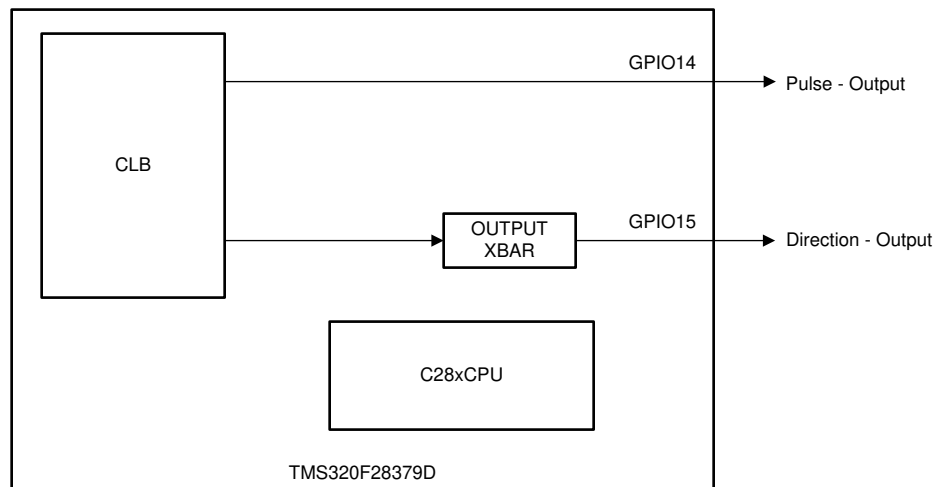 GPIO14
Pulse - Output
CLB
GPIO15
OUTPUT
XBAR
Direction - Output
C28xCPU
TMS320F28379D